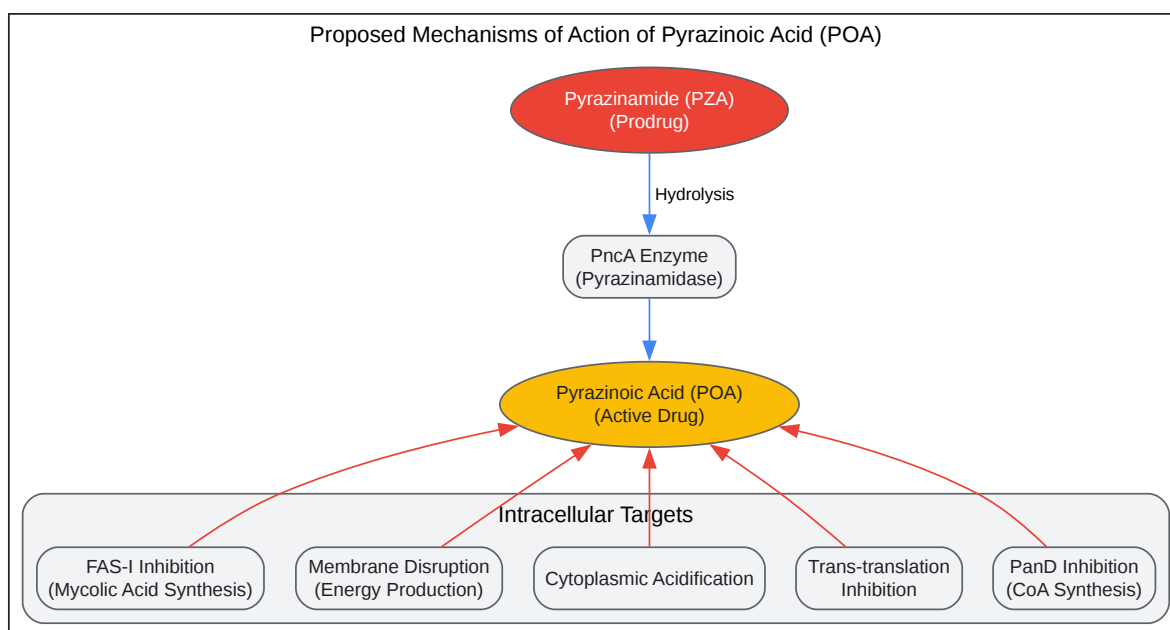 Proposed Mechanisms of Action of Pyrazinoic Acid (POA)
Pyrazinamide (PZA)
(Prodrug)
Hydrolysis
PncA Enzyme
(Pyrazinamidase)
Pyrazinoic Acid (POA)
(Active Drug)
Intracellular Targets
FAS-I Inhibition
(Mycolic Acid Synthesis)
Membrane Disruption
(Energy Production)
Cytoplasmic Acidification
Trans-translation
Inhibition
PanD Inhibition
(CoA Synthesis)